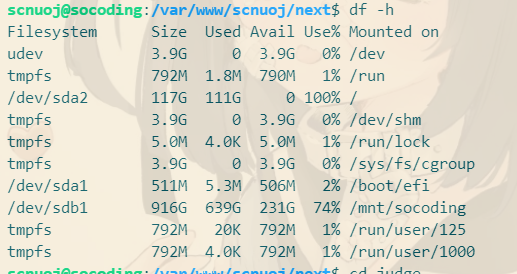 scnuoj@socoding:/var/www/scnuoj/next$ df -h
Filesystem      Size  Used Avail Use% Mounted on
udev            3.9G     0  3.9G   0% /dev
tmpfs           792M  1.8M  790M   1% /run
/dev/sda2       117G  111G     0 100% /
tmpfs           3.9G     0  3.9G   0% /dev/shm
tmpfs           5.0M  4.0K  5.0M   1% /run/lock
tmpfs           3.9G     0  3.9G   0% /sys/fs/cgroup
/dev/sda1       511M  5.3M  506M   2% /boot/efi
/dev/sdb1       916G  639G  231G  74% /mnt/socoding
tmpfs           792M   20K  792M   1% /run/user/125
tmpfs           792M  4.0K  792M   1% /run/user/1000
scnuoj@socoding:/var/www/scnuoj/next$ cd judge